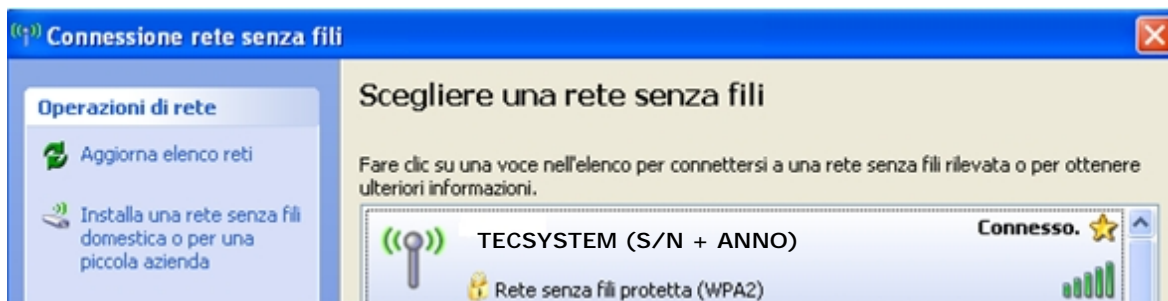 Connessione rete senza fili
Operazioni di rete
Aggiorna elenco reti
Installa una rete senza fili
domestica o per una
piccola azienda
Scegliere una rete senza fili
Fare clic su una voce nell'elenco per connettersi a una rete senza fili rilevata o per ottenere
ulteriori informazioni.
TECSYSTEM (S/N + ANNO)
Connesso.
Rete senza fili protetta (WPA2)